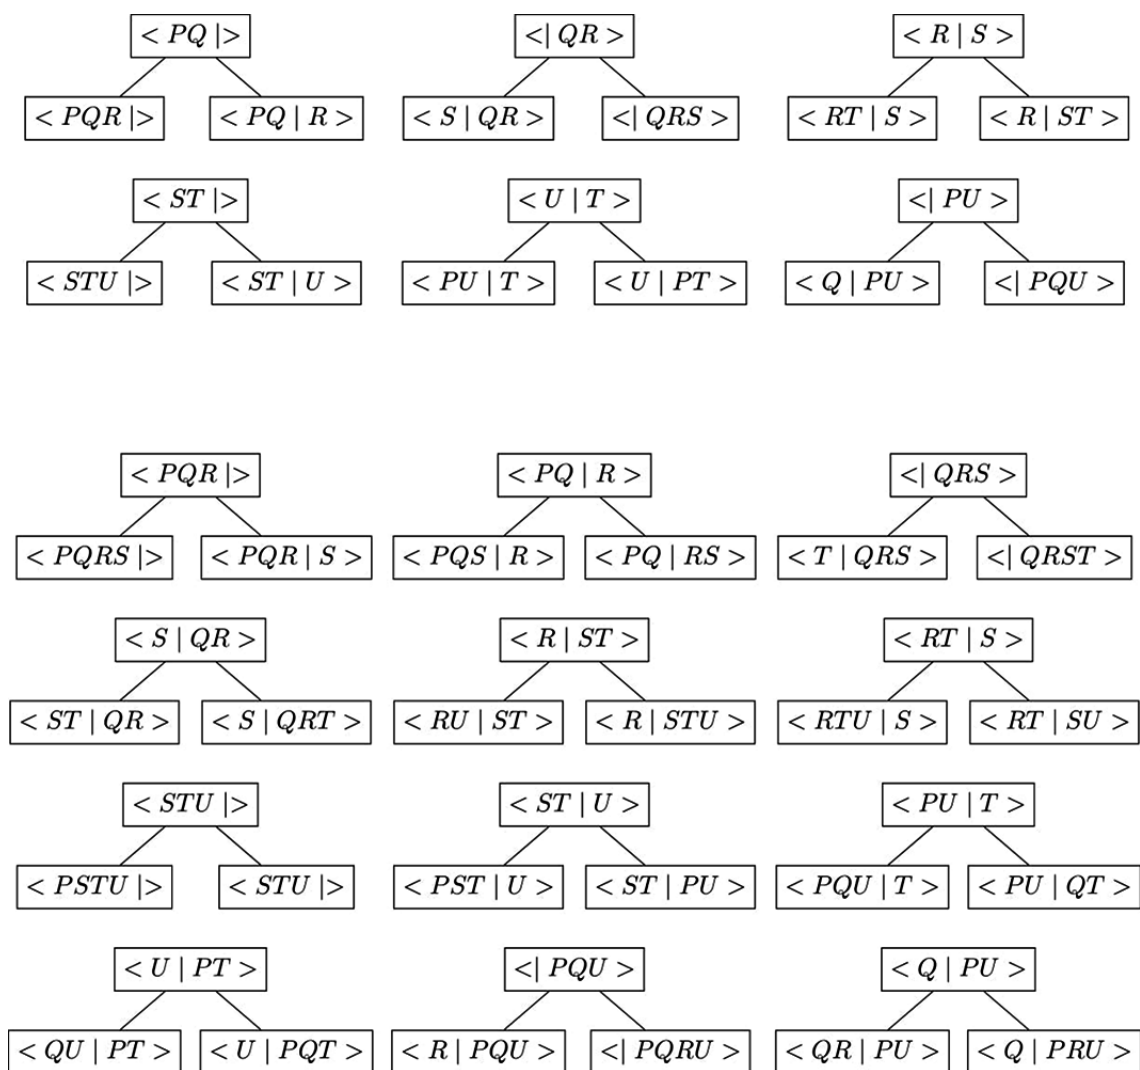 < PQ |> <| QR > < R | S >
< PQR |> < PQ | R > < S | QR > <| QRS > < RT | S > < R | ST >
< ST |> < U | T > <| PU >
< STU |> < ST | U > < PU | T > < U | PT > < Q | PU > <| PQU >
< PQR |> < PQ | R > <| QRS >
< PQRS |> < PQR | S > < PQS | R > < PQ | RS > < T | QRS > <| QRST >
< S | QR > < R | ST > < RT | S >
< ST | QR > < S | QRT > < RU | ST > < R | STU > < RTU | S > < RT | SU >
< STU |> < ST | U > < PU | T >
< PSTU |> < STU |> < PST | U > < ST | PU > < PQU | T > < PU | QT >
< U | PT > <| PQU > < Q | PU >
< QU | PT > < U | PQT > < R | PQU > <| PQRU > < QR | PU > < Q | PRU >